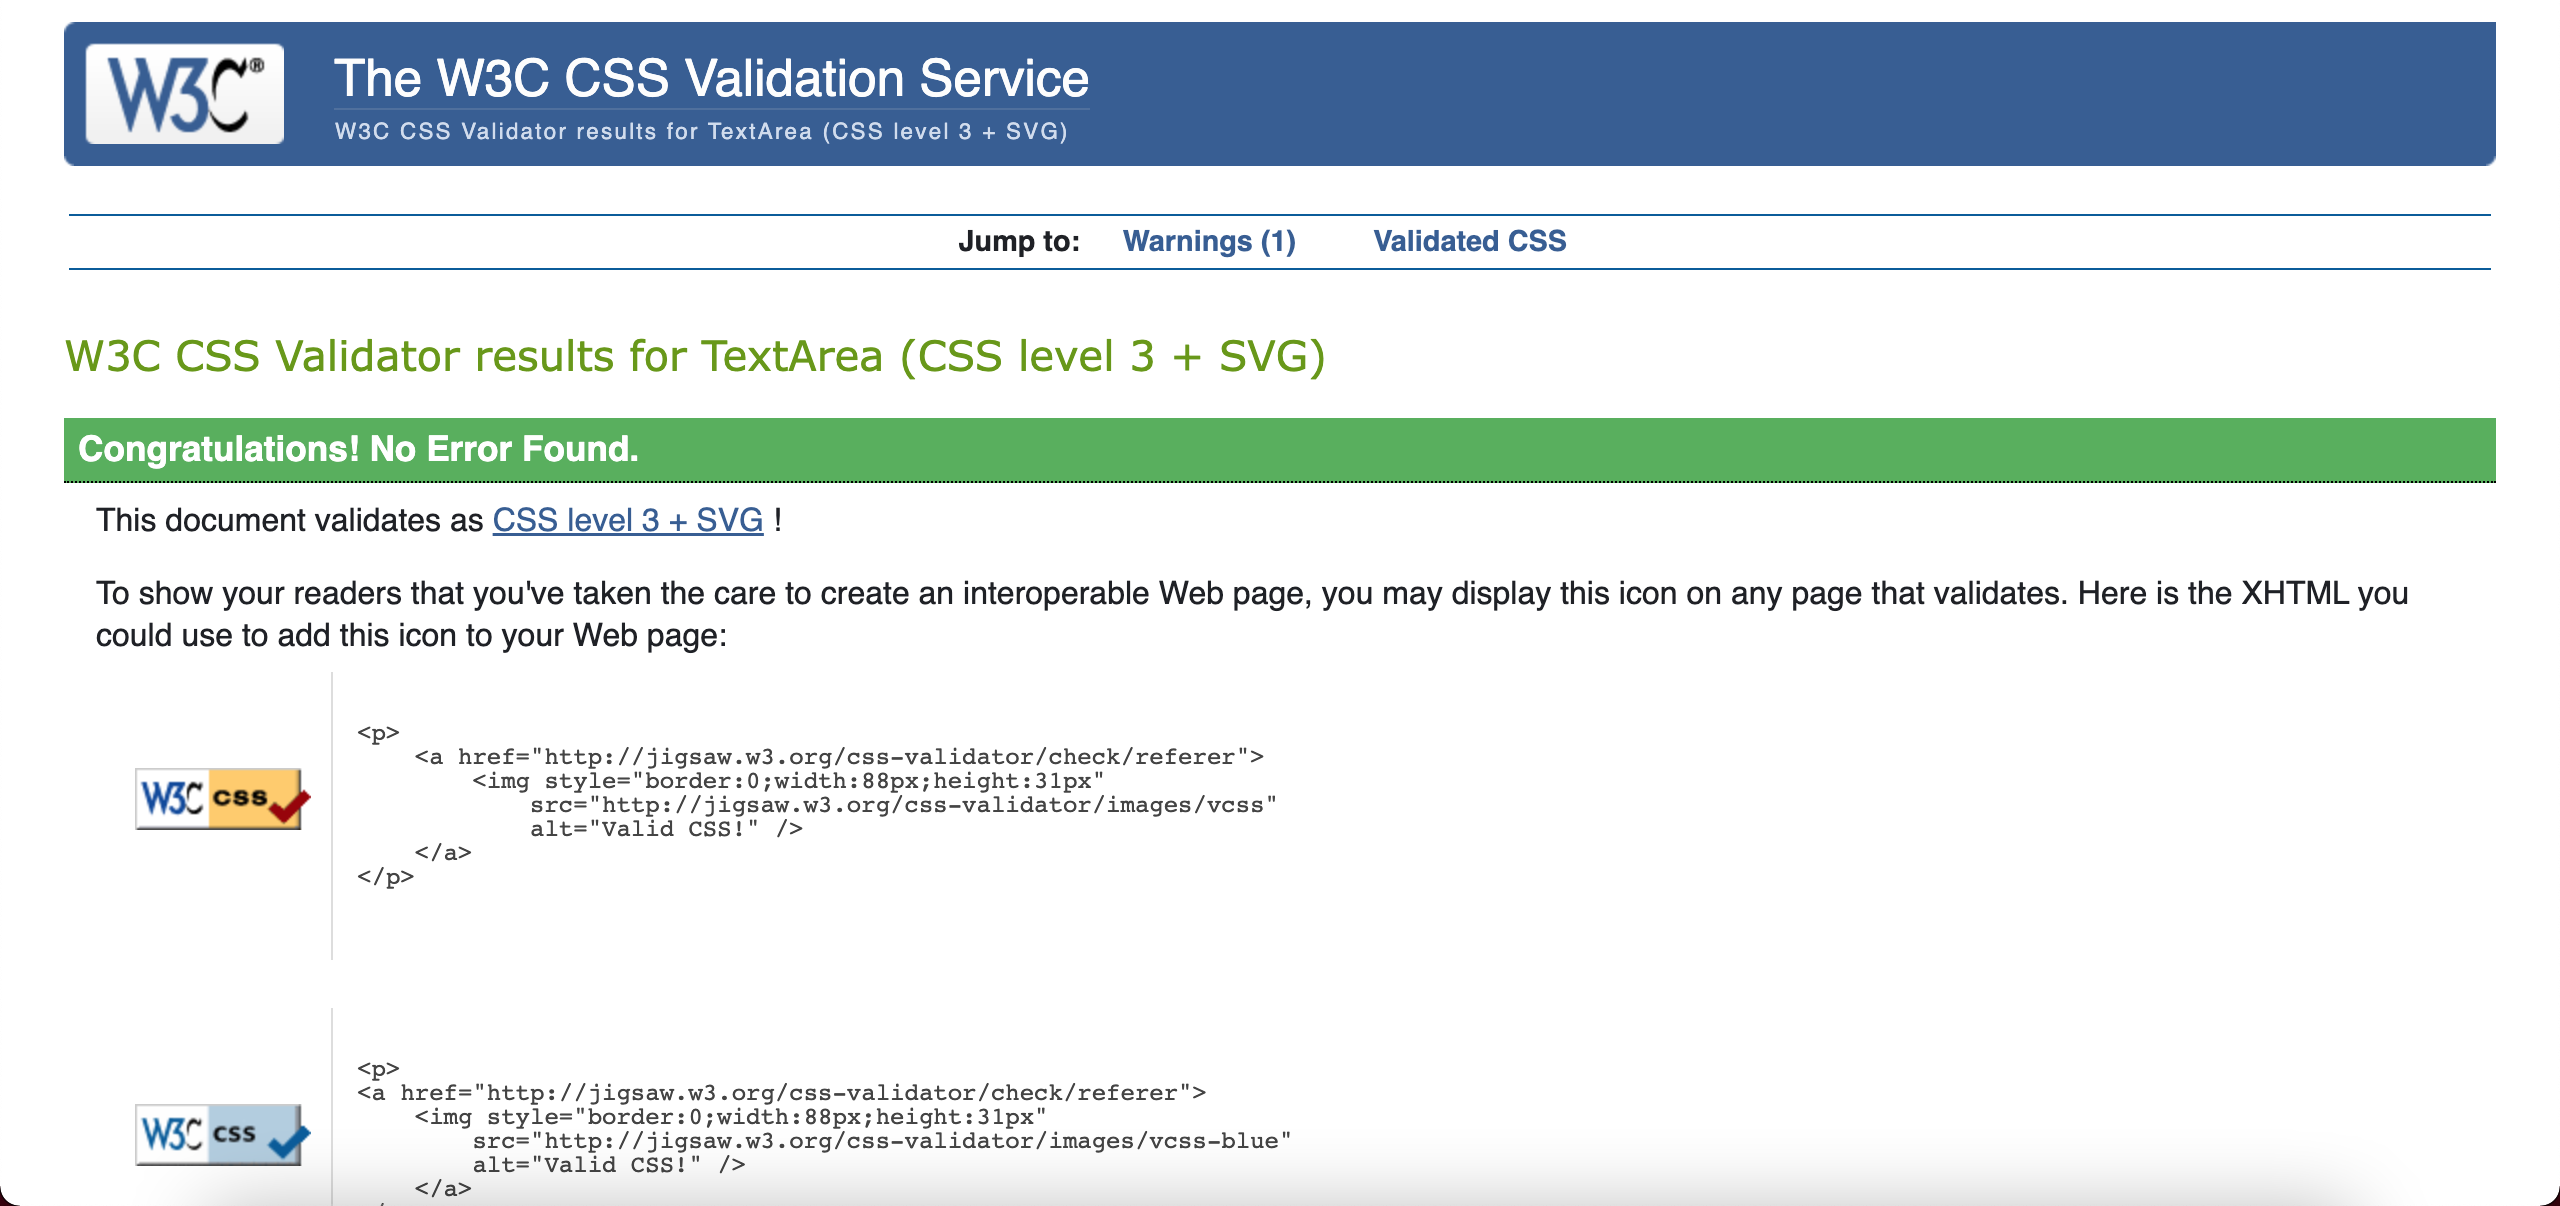 W3C®
The W3C CSS Validation Service
W3C CSS Validator results for TextArea (CSS level 3 + SVG)
Jump to: Warnings (1) Validated CSS
W3C CSS Validator results for TextArea (CSS level 3 + SVG)
Congratulations! No Error Found.
This document validates as CSS level 3 + SVG !
To show your readers that you've taken the care to create an interoperable Web page, you may display this icon on any page that validates. Here is the XHTML you
could use to add this icon to your Web page:
W3C css
<p>
    <a href="http://jigsaw.w3.org/css-validator/check/referer">
        <img style="border:0;width:88px;height:31px"
            src="http://jigsaw.w3.org/css-validator/images/vcss"
            alt="Valid CSS!" />
    </a>
</p>
W3C css
<p>
<a href="http://jigsaw.w3.org/css-validator/check/referer">
    <img style="border:0;width:88px;height:31px"
        src="http://jigsaw.w3.org/css-validator/images/vcss-blue"
        alt="Valid CSS!" />
    </a>